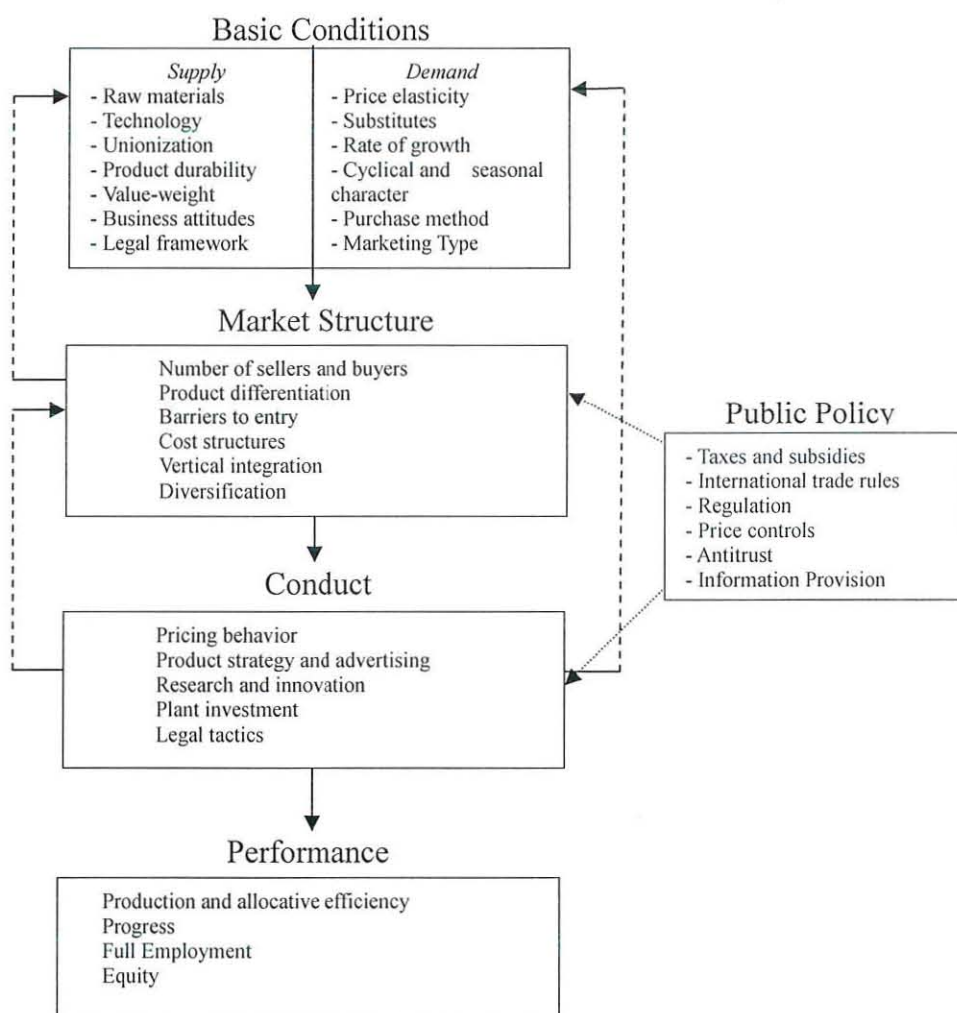 Basic Conditions
Supply
- Raw materials
- Technology
- Unionization
- Product durability
- Value-weight
- Business attitudes
- Legal framework
Demand
- Price elasticity
- Substitutes
- Rate of growth
- Cyclical and seasonal
character
- Purchase method
- Marketing Type
Market Structure
Number of sellers and buyers
Product differentiation
Barriers to entry
Cost structures
Vertical integration
Diversification
Public Policy
- Taxes and subsidies
- International trade rules
- Regulation
- Price controls
- Antitrust
- Information Provision
Conduct
Pricing behavior
Product strategy and advertising
Research and innovation
Plant investment
Legal tactics
Performance
Production and allocative efficiency
Progress
Full Employment
Equity